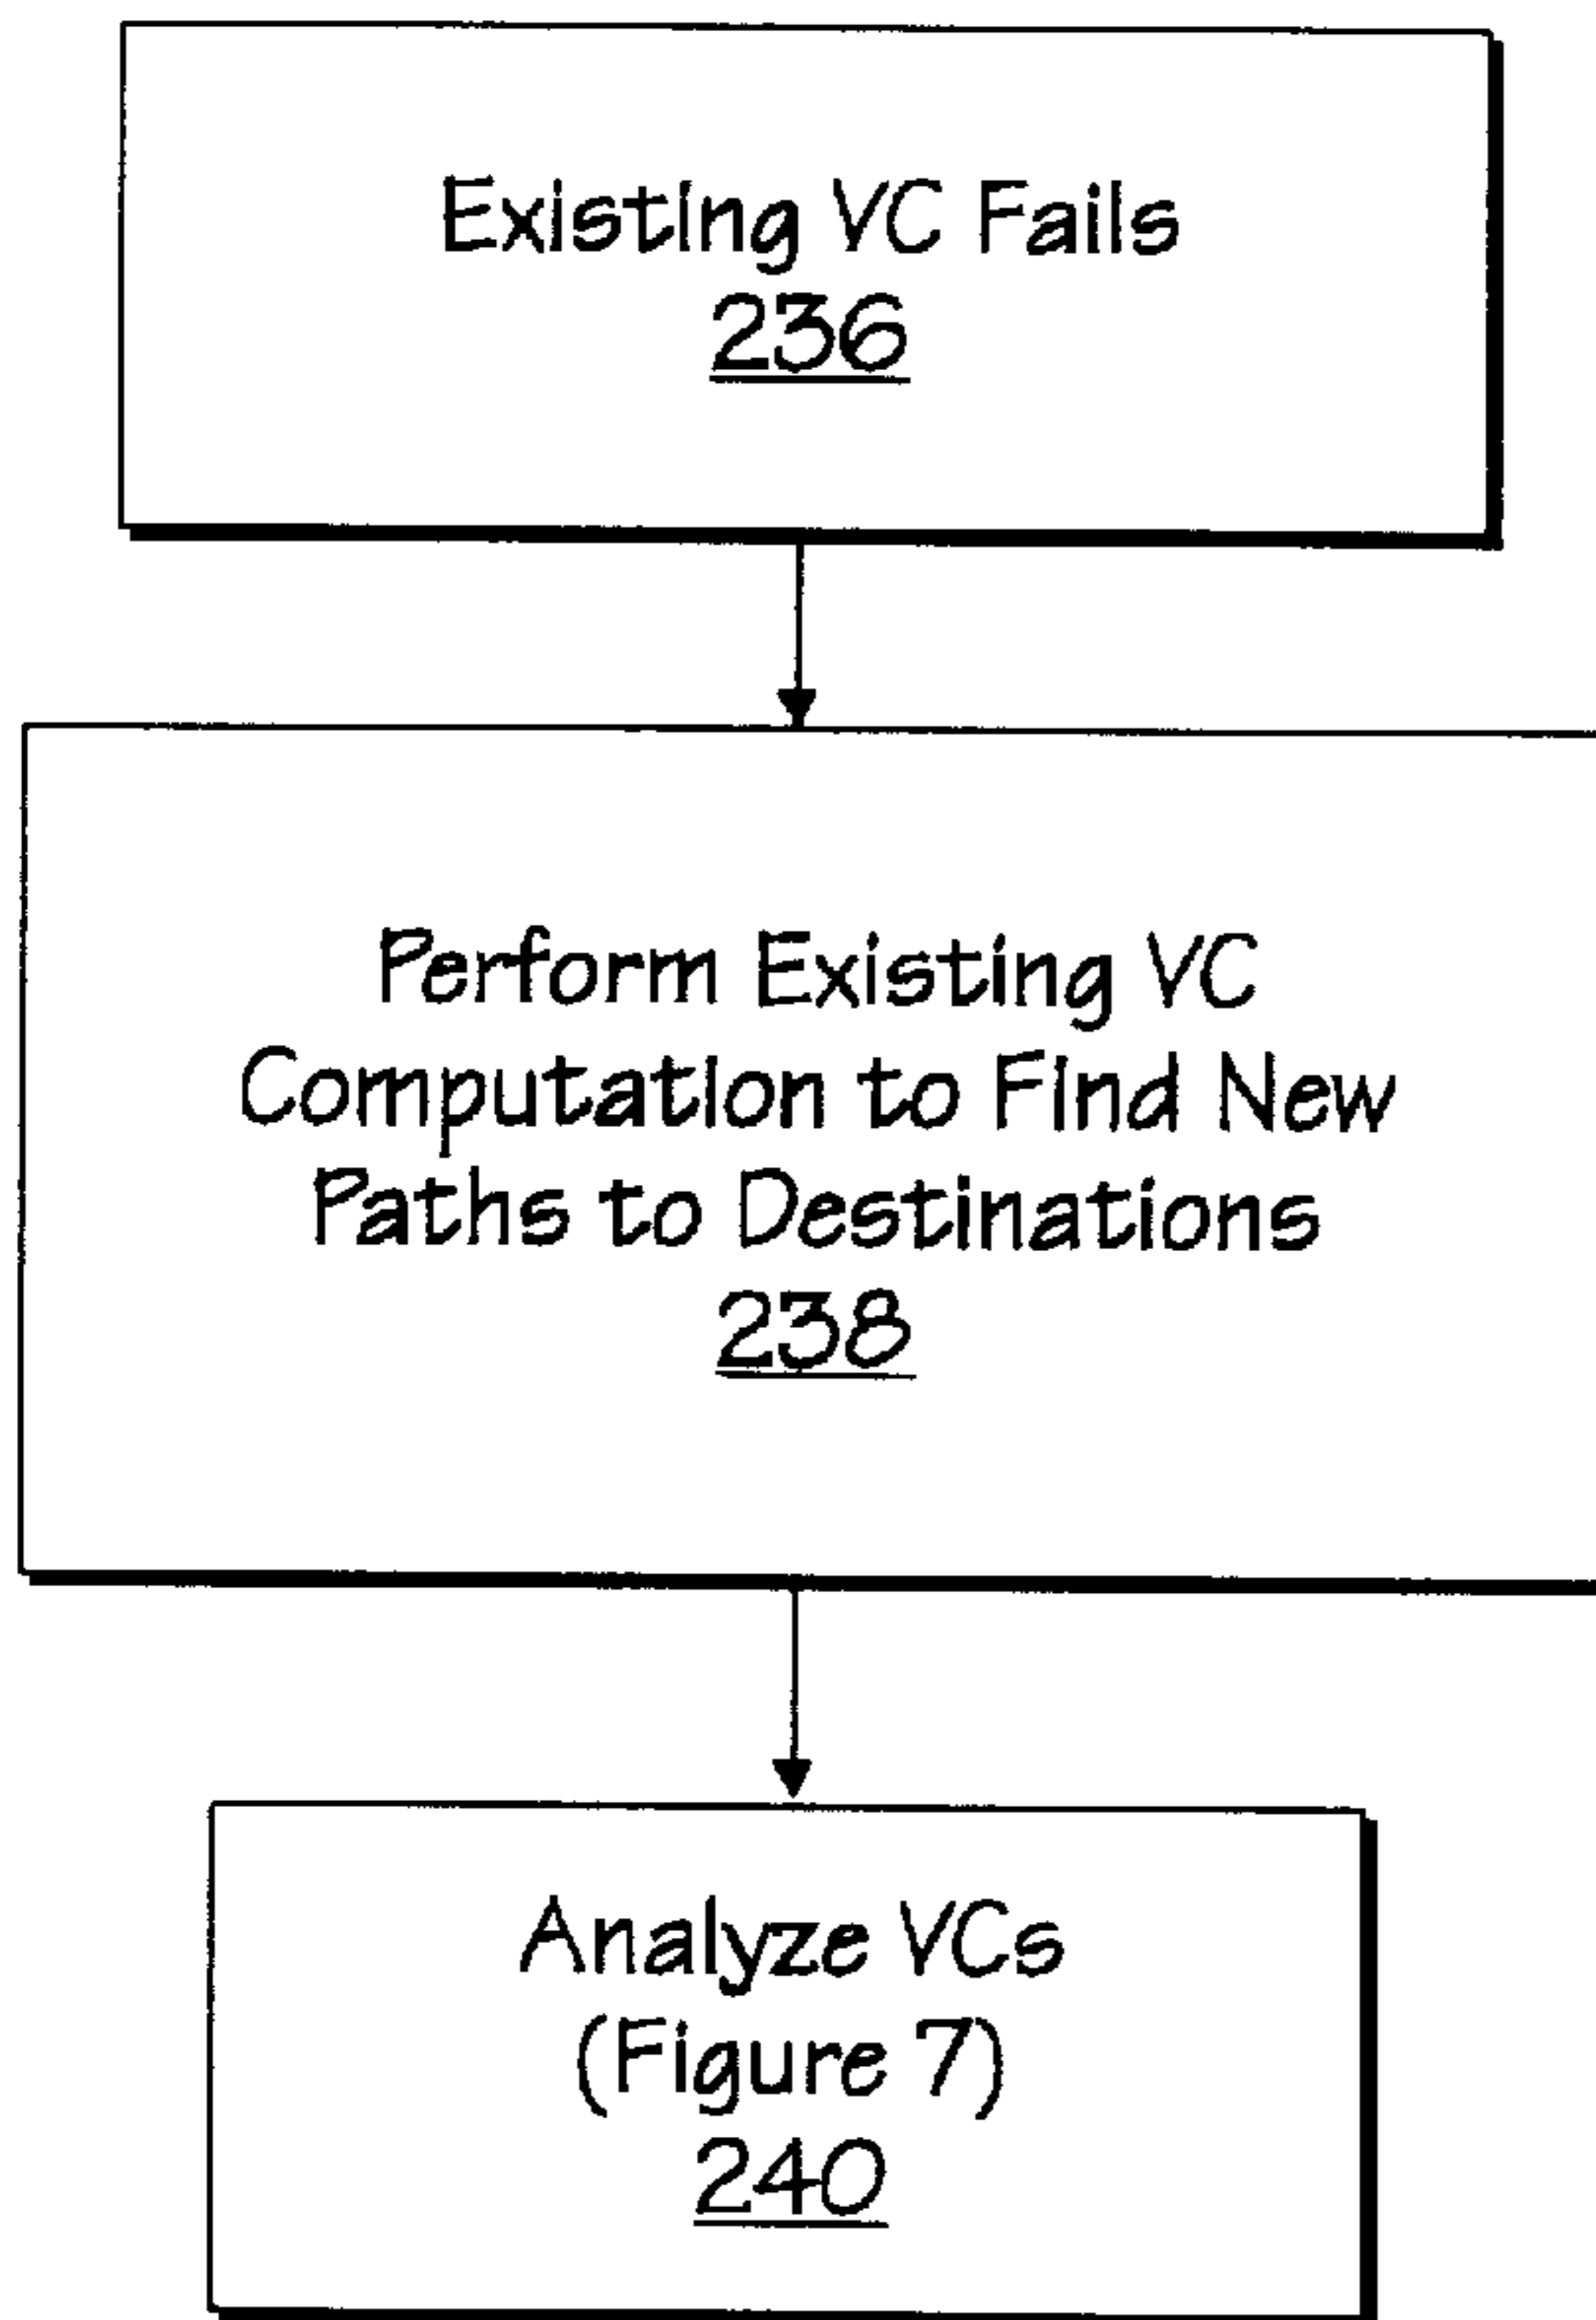 Existing VC Fails
236
Perform Existing VC
Computation to Find New
Paths to Destinations
238
Analyze VCs
(Figure 7)
240